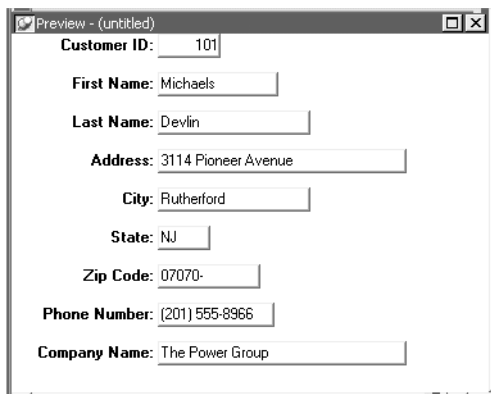 Preview - (untitled)
Customer ID: 101
First Name: Michaels
Last Name: Devlin
Address: 3114 Pioneer Avenue
City: Rutherford
State: NJ
Zip Code: 07070-
Phone Number: (201) 555-8966
Company Name: The Power Group